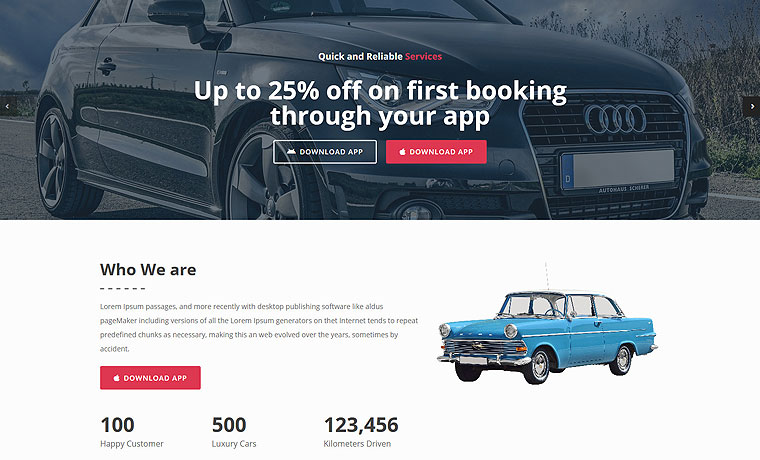 Quick and Reliable Services
Up to 25% off on first booking
through your app
DOWNLOAD APP
DOWNLOAD APP
D
AUTOHAUS SCHERER
Who We are
Lorem Ipsum passages, and more recently with desktop publishing software like aldus
pageMaker including versions of all the Lorem Ipsum generators on thet Internet tends to repeat
predefined chunks as necessary, making this an web evolved over the years, sometimes by
accident.
DOWNLOAD APP
100
500
123,456
Happy Customer
Luxury Cars
Kilometers Driven